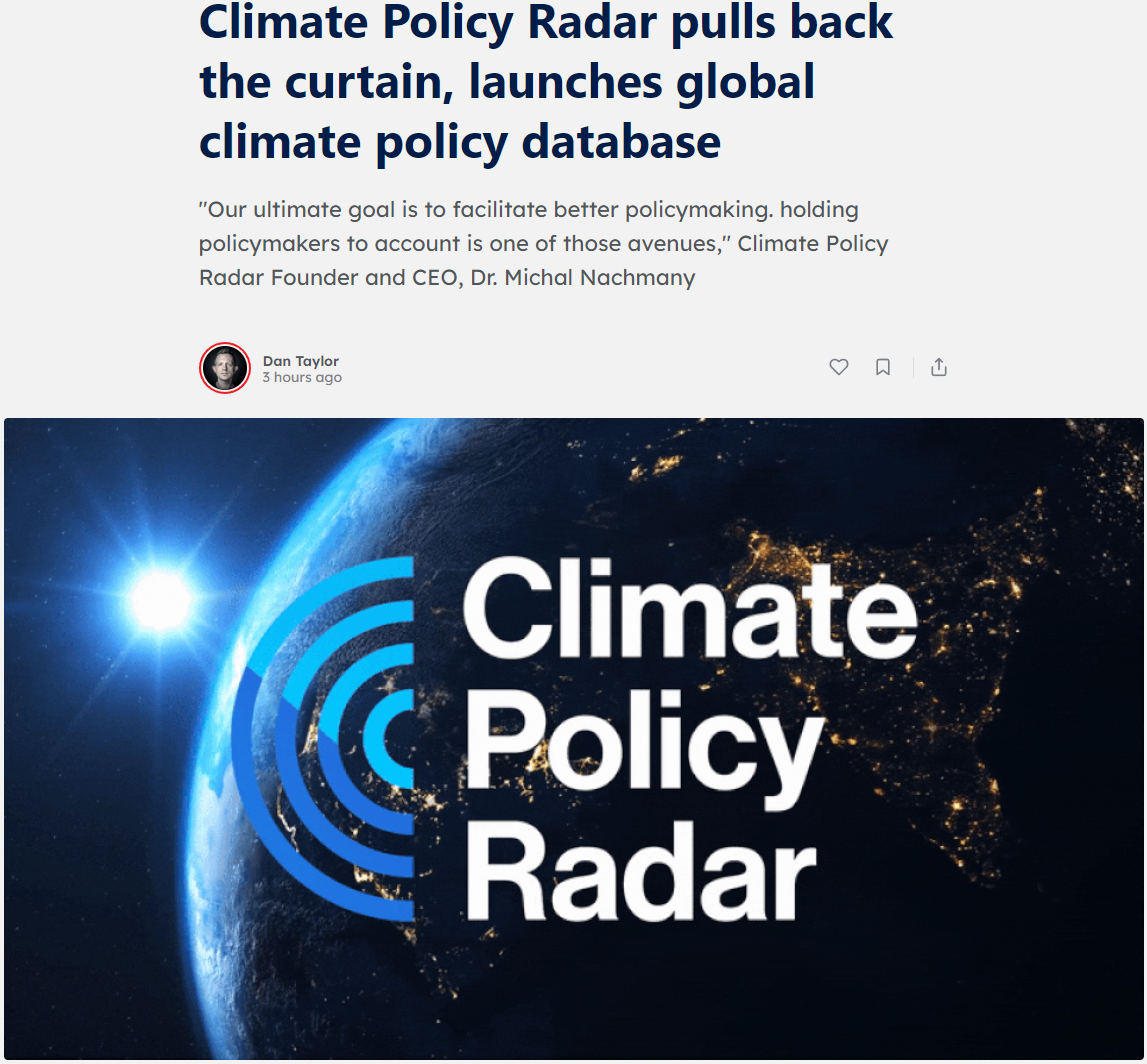 Climate Policy Radar pulls back
the curtain, launches global
climate policy database
"Our ultimate goal is to facilitate better policymaking. holding
policymakers to account is one of those avenues," Climate Policy
Radar Founder and CEO, Dr. Michal Nachmany
Dan Taylor
3 hours ago
Climate
Policy
Radar